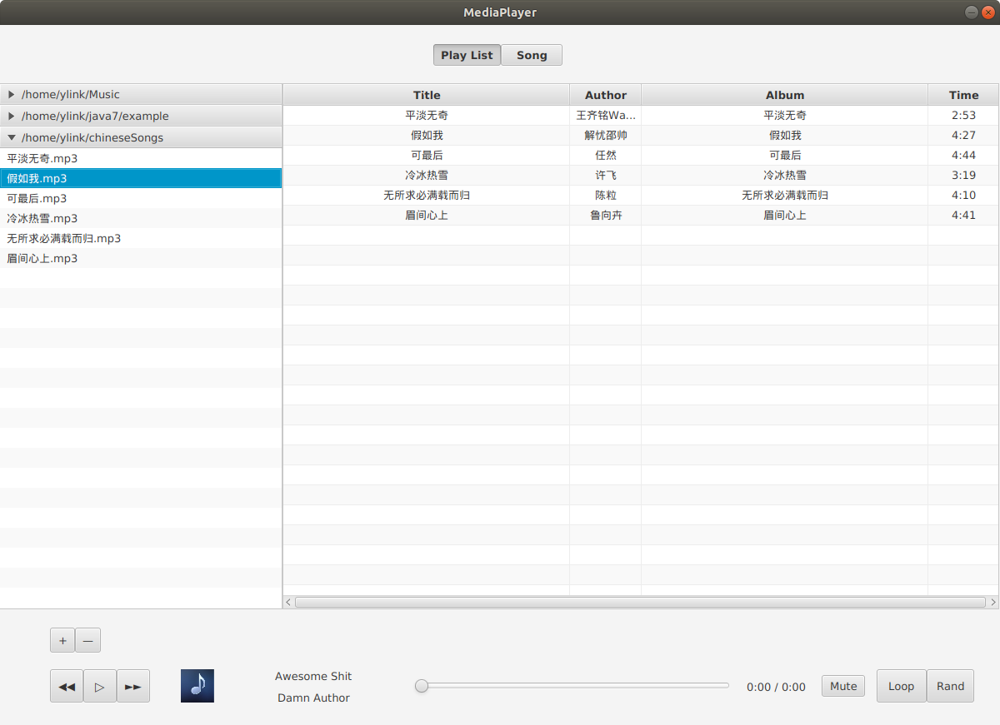 MediaPlayer
Play List Song
/home/ylink/Music
/home/ylink/java7/example
/home/ylink/chineseSongs
平淡无奇.mp3
假如我.mp3
可最后.mp3
冷冰热雪.mp3
无所求必满载而归.mp3
眉间心上.mp3
Title Author Album Time
平淡无奇 王齐铭Wa... 平淡无奇 2:53
假如我 解忧邵帅 假如我 4:27
可最后 任然 可最后 4:44
冷冰热雪 许飞 冷冰热雪 3:19
无所求必满载而归 陈粒 无所求必满载而归 4:10
眉间心上 鲁向卉 眉间心上 4:41
+ —
Awesome Shit
Damn Author
0:00 / 0:00 Mute Loop Rand